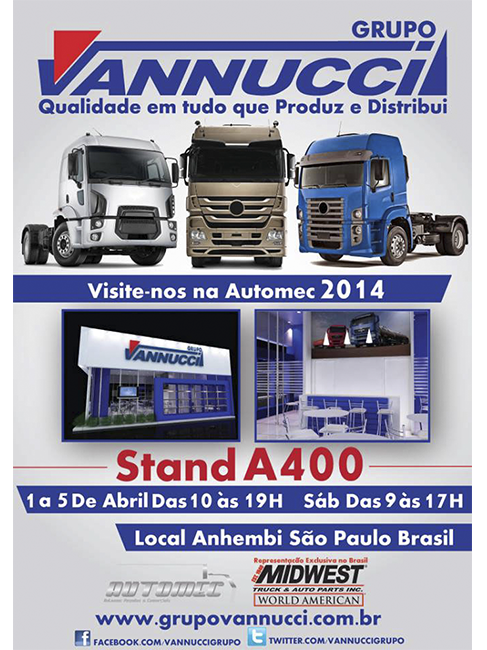 GRUPO
VANNUCCI
Qualidade em tudo que Produz e Distribui
Visite-nos na Automec 2014
GRUPO
VANNUCCI
Stand A400
1 a 5 De Abril Das 10 às 19H Sáb Das 9 às 17H
Local Anhembi São Paulo Brasil
Representação Exclusiva no Brasil
MIDWEST
TRUCK & AUTO PARTS INC.
WORLD AMERICAN
AUTOMEC
www.grupovannucci.com.br
FACEBOOK.COM/VANNUCCIGRUPO TWITTER.COM/VANNUCCIGRUPO